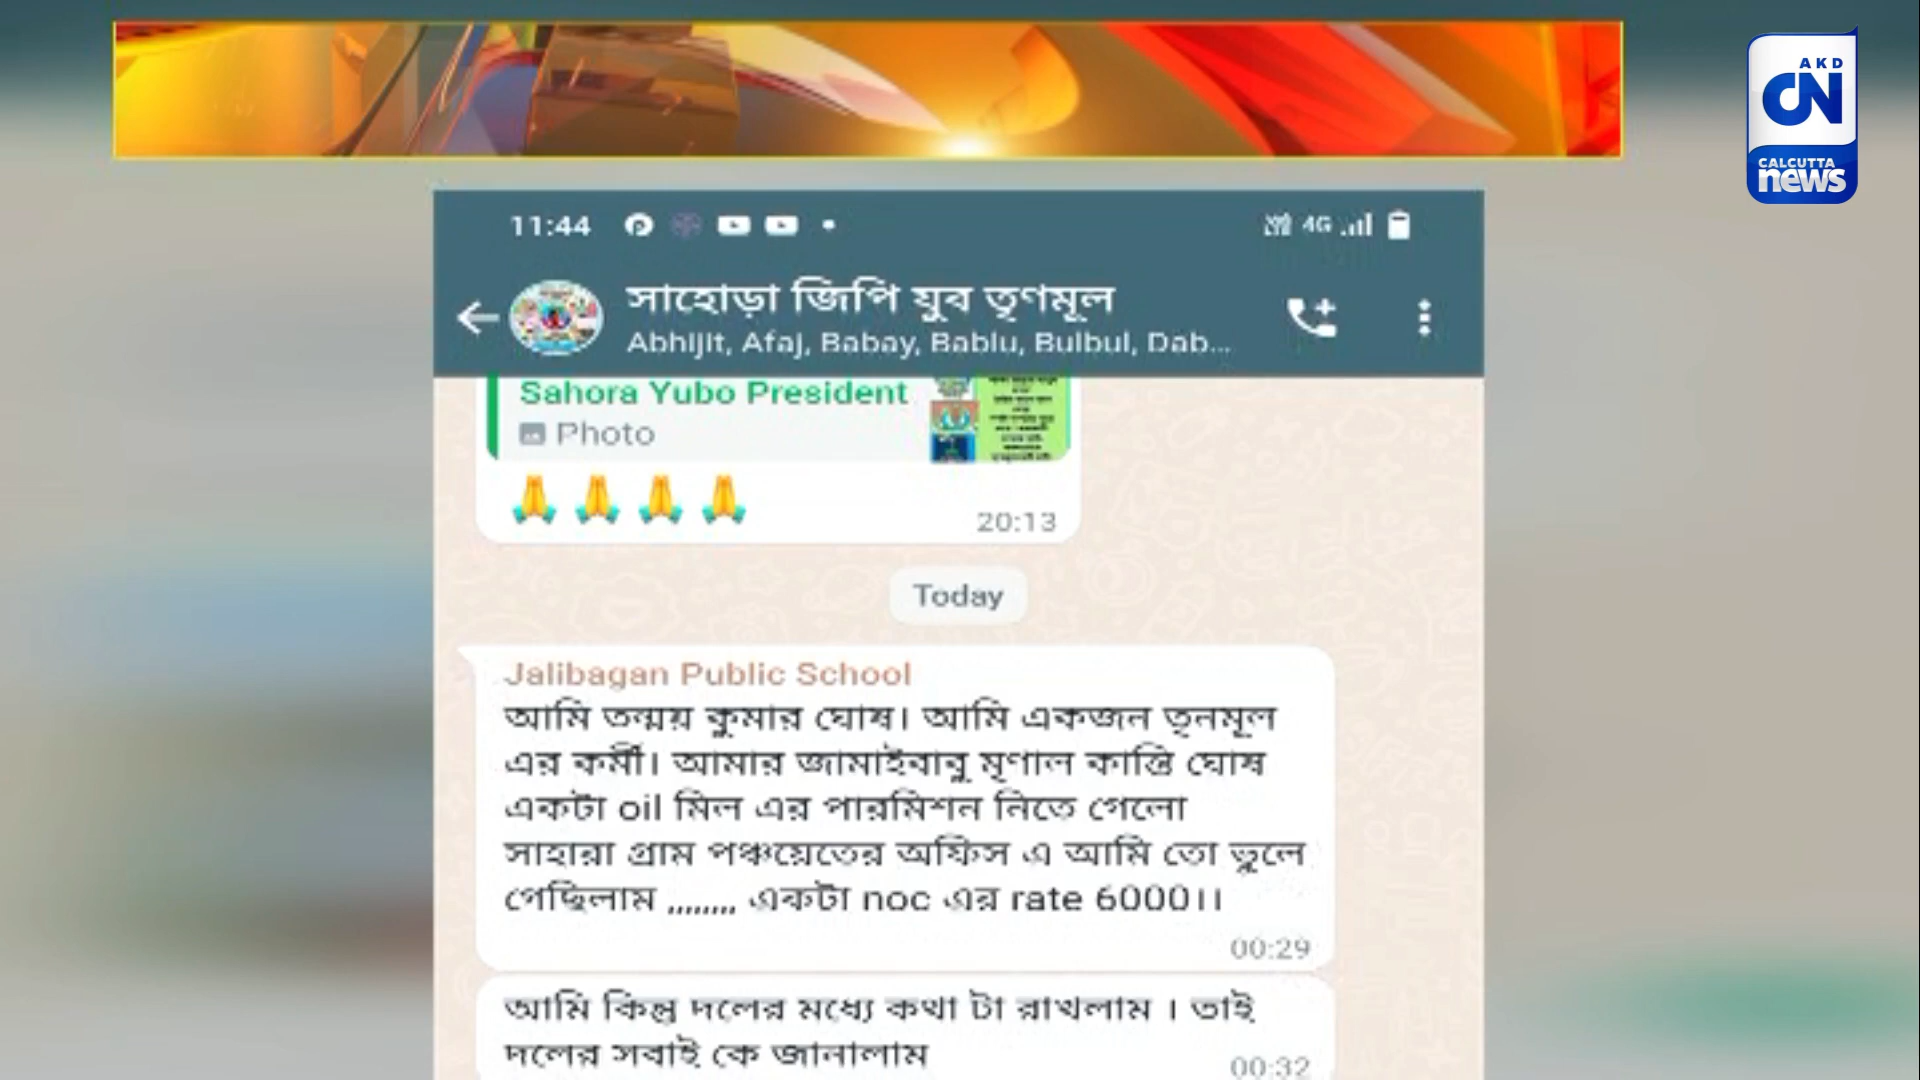 AKD
CN
CALCUTTA
news
11:44
4G
সাহোড়া জিপি যুব তৃণমূল
Abhijit, Afaj, Babay, Bablu, Bulbul, Dab...
Sahora Yubo President
Photo
20:13
Today
Jalibagan Public School
আমি তন্ময় কুমার ঘোষ। আমি একজন তৃনমূল
এর কর্মী। আমার জামাইবাবু মৃণাল কান্তি ঘোষ
একটা oil মিল এর পারমিশন নিতে গেলো
সাহারা গ্রাম পঞ্চয়েতের অফিস এ আমি তো ভুলে
গেছিলাম ,,,,,,,, একটা noc এর rate 6000।।
00:29
আমি কিন্তু দলের মধ্যে কথা টা রাখলাম । তাই
দলের সবাই কে জানালাম
00:32